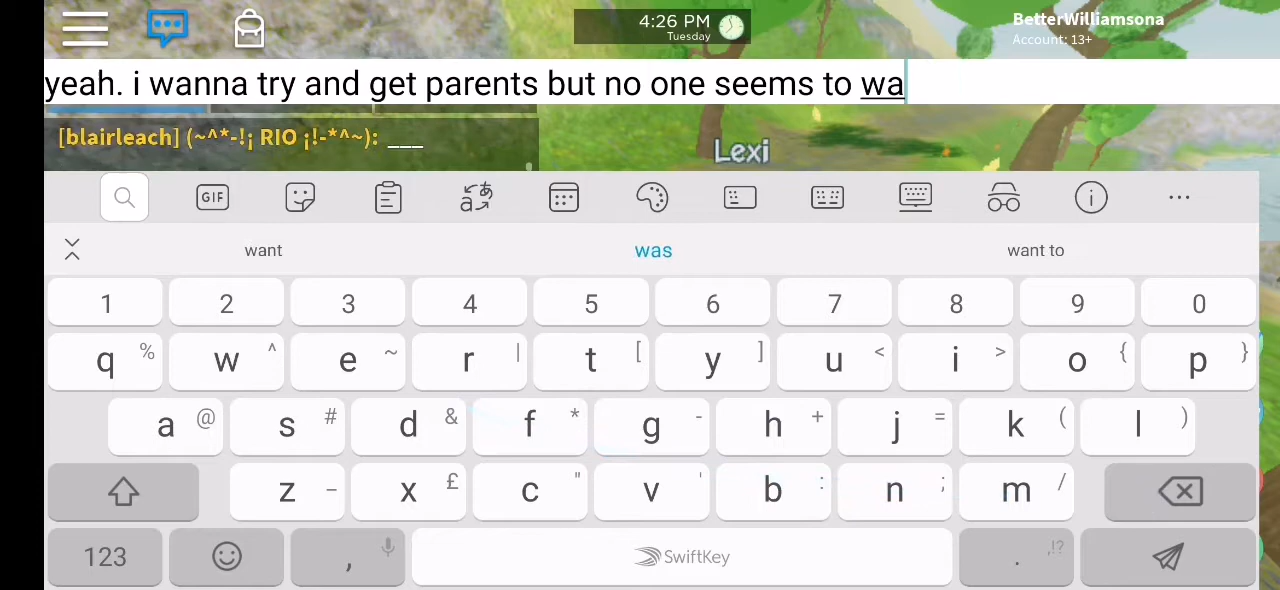 4:26 PM
Tuesday
BetterWilliamsona
Account: 13+
yeah. i wanna try and get parents but no one seems to wa
[blairleach] (~^*-!¡ RIO ¡!-*^~): ___
Lexi
GIF
want was want to
1 2 3 4 5 6 7 8 9 0
q % w ^ e ~ r | t [ y ] u < i > o { p }
a @ s # d & f * g - h + j = k ( l )
z _ x £ c " v ' b : n ; m /
123 , SwiftKey . ,!?